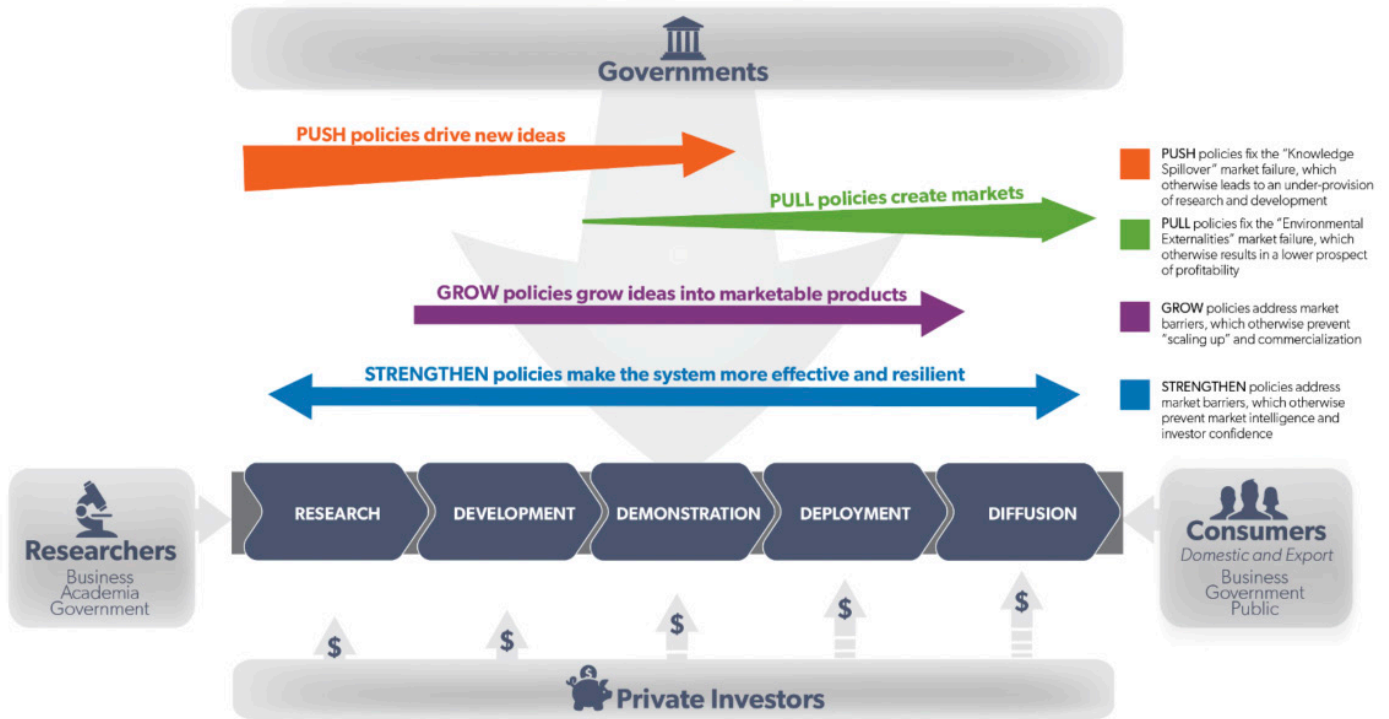 Governments
PUSH policies drive new ideas
PULL policies create markets
GROW policies grow ideas into marketable products
STRENGTHEN policies make the system more effective and resilient
PUSH policies fix the “Knowledge
Spillover” market failure, which
otherwise leads to an under-provision
of research and development
PULL policies fix the “Environmental
Externalities” market failure, which
otherwise results in a lower prospect
of profitability
GROW policies address market
barriers, which otherwise prevent
“scaling up” and commercialization
STRENGTHEN policies address
market barriers, which otherwise
prevent market intelligence and
investor confidence
Researchers
Business
Academia
Government
RESEARCH
DEVELOPMENT
DEMONSTRATION
DEPLOYMENT
DIFFUSION
Consumers
Domestic and Export
Business
Government
Public
$
$
$
$
$
$
Private Investors